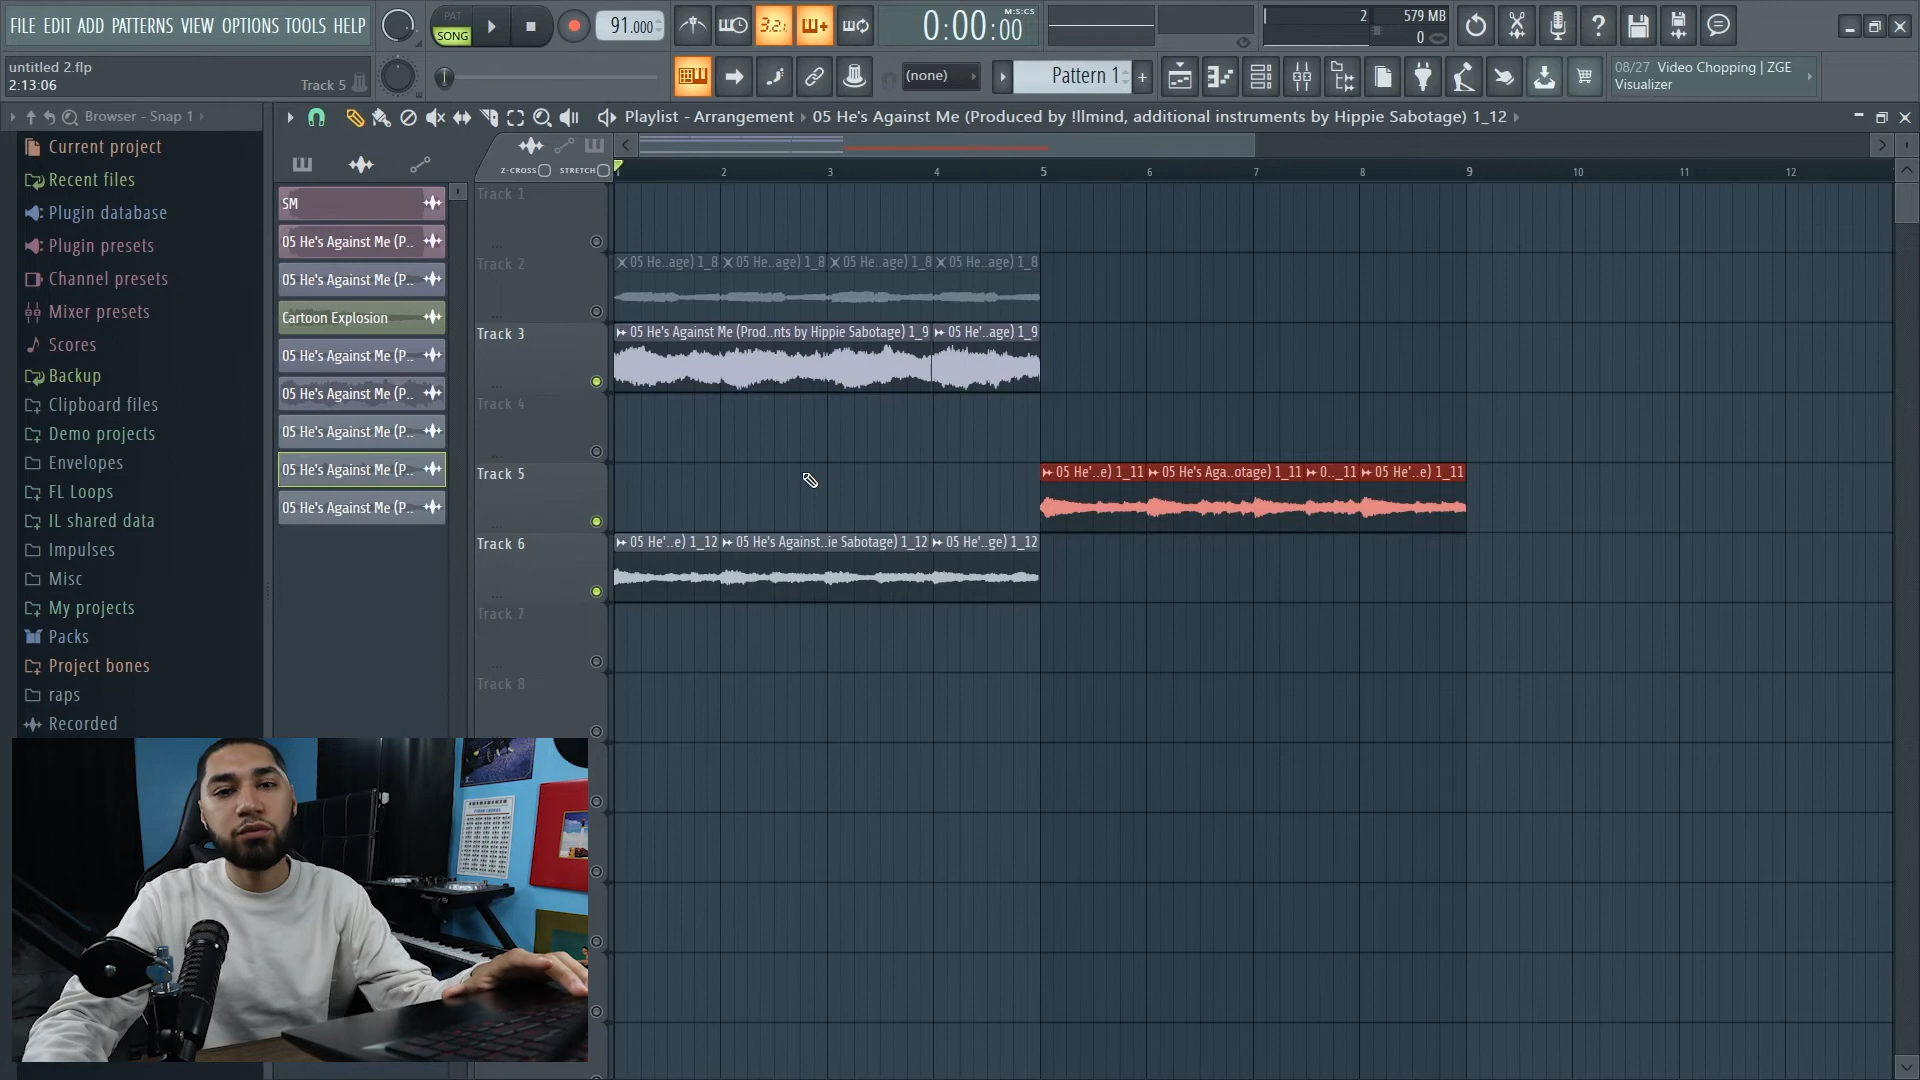 FILE EDIT ADD PATTERNS VIEW OPTIONS TOOLS HELP
PAT
SONG
91.000
3.2.
0:00:00
M:S:CS
2
579 MB
0
untitled 2.flp
2:13:06
Track 5
(none)
Pattern 1
+
08/27 Video Chopping | ZGE
Visualizer
Browser - Snap 1
Playlist - Arrangement › 05 He's Against Me (Produced by !llmind, additional instruments by Hippie Sabotage) 1_12
Z-CROSS
STRETCH
1 2 3 4 5 6 7 8 9 10 11 12
Current project
Recent files
Plugin database
Plugin presets
Channel presets
Mixer presets
Scores
Backup
Clipboard files
Demo projects
Envelopes
FL Loops
IL shared data
Impulses
Misc
My projects
Packs
Project bones
raps
Recorded
SM
05 He's Against Me (P..
05 He's Against Me (P..
Cartoon Explosion
05 He's Against Me (P..
05 He's Against Me (P..
05 He's Against Me (P..
05 He's Against Me (P..
05 He's Against Me (P..
Track 1
Track 2
05 He..age) 1_8
05 He..age) 1_8
05 He..age) 1_8
05 He..age) 1_8
Track 3
05 He's Against Me (Prod..nts by Hippie Sabotage) 1_9
05 He'..age) 1_9
Track 4
Track 5
05 He'..e) 1_11
05 He's Aga..otage) 1_11
0.._11
05 He'..e) 1_11
Track 6
05 He'..e) 1_12
05 He's Against..ie Sabotage) 1_12
05 He'..ge) 1_12
Track 7
Track 8